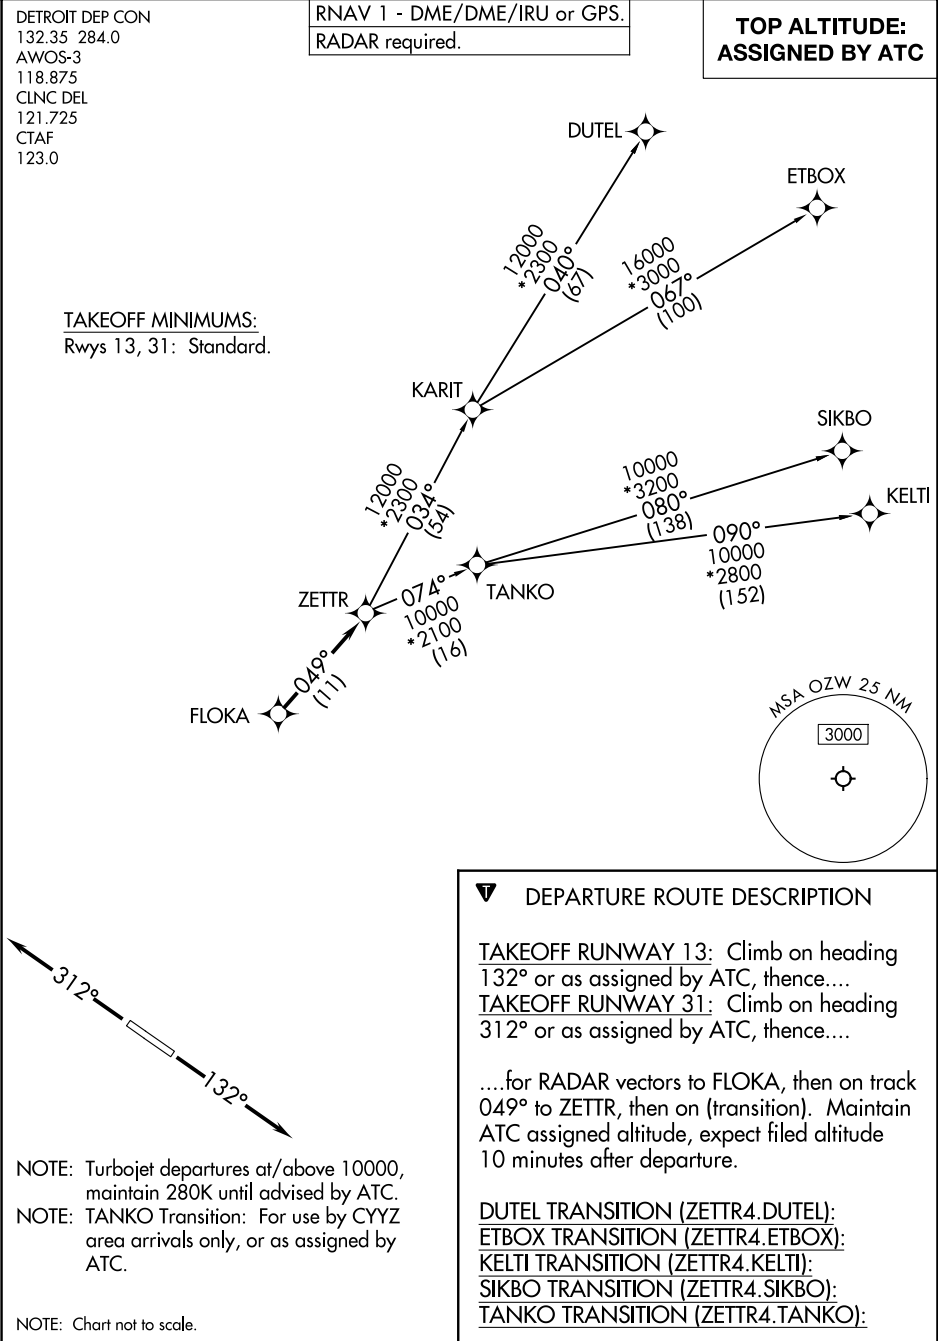 DETROIT DEP CON
132.35 284.0
AWOS-3
118.875
CLNC DEL
121.725
CTAF
123.0
RNAV 1 - DME/DME/IRU or GPS.
RADAR required.
TOP ALTITUDE:
ASSIGNED BY ATC
DUTEL
ETBOX
12000
*2300
040°
(67)
16000
*3000
067°
(100)
TAKEOFF MINIMUMS:
Rwys 13, 31: Standard.
KARIT
SIKBO
12000
*2300
034°
(54)
10000
*3200
080°
(138)
KELTI
090°
10000
*2800
(152)
ZETTR
074°
10000
*2100
(16)
TANKO
049°
(11)
FLOKA
MSA OZW 25 NM
3000
312°
132°
T DEPARTURE ROUTE DESCRIPTION
TAKEOFF RUNWAY 13: Climb on heading
132° or as assigned by ATC, thence....
TAKEOFF RUNWAY 31: Climb on heading
312° or as assigned by ATC, thence....
....for RADAR vectors to FLOKA, then on track
049° to ZETTR, then on (transition). Maintain
ATC assigned altitude, expect filed altitude
10 minutes after departure.
DUTEL TRANSITION (ZETTR4.DUTEL):
ETBOX TRANSITION (ZETTR4.ETBOX):
KELTI TRANSITION (ZETTR4.KELTI):
SIKBO TRANSITION (ZETTR4.SIKBO):
TANKO TRANSITION (ZETTR4.TANKO):
NOTE: Turbojet departures at/above 10000,
maintain 280K until advised by ATC.
NOTE: TANKO Transition: For use by CYYZ
area arrivals only, or as assigned by
ATC.
NOTE: Chart not to scale.